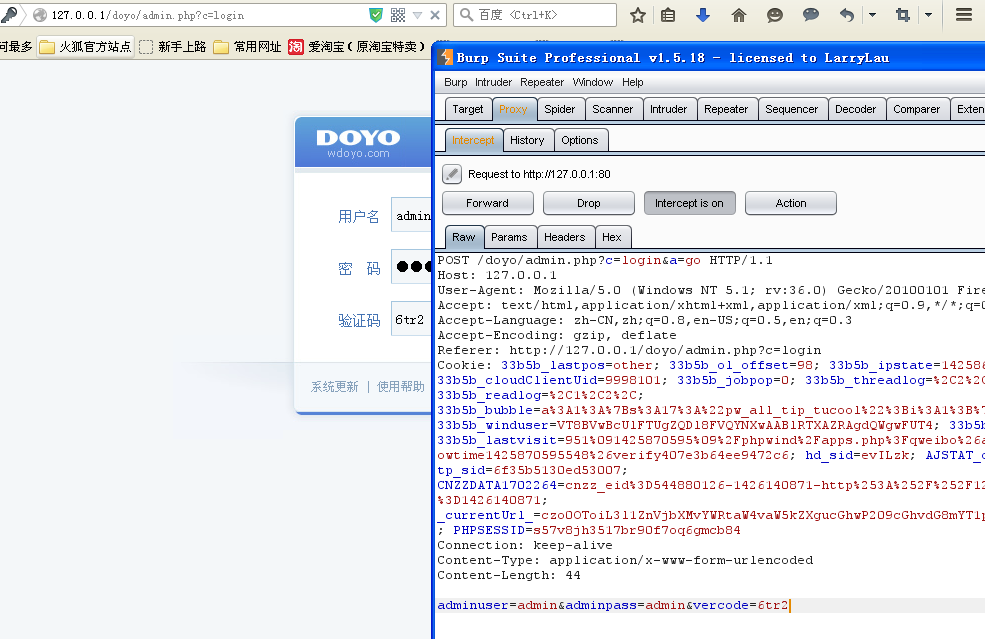 127.0.0.1/doyo/admin.php?c=login
百度 <Ctrl+K>
可最多 火狐官方站点 新手上路 常用网址 淘 爱淘宝(原淘宝特卖)
DOYO
wdoyo.com
用户名 admin
密 码
验证码 6tr2
系统更新 | 使用帮助
Burp Suite Professional v1.5.18 - licensed to LarryLau
Burp Intruder Repeater Window Help
Target Proxy Spider Scanner Intruder Repeater Sequencer Decoder Comparer Exten
Intercept History Options
Request to http://127.0.0.1:80
Forward Drop Intercept is on Action
Raw Params Headers Hex
POST /doyo/admin.php?c=login&a=go HTTP/1.1
Host: 127.0.0.1
User-Agent: Mozilla/5.0 (Windows NT 5.1; rv:36.0) Gecko/20100101 Fire
Accept: text/html,application/xhtml+xml,application/xml;q=0.9,*/*;q=0
Accept-Language: zh-CN,zh;q=0.8,en-US;q=0.5,en;q=0.3
Accept-Encoding: gzip, deflate
Referer: http://127.0.0.1/doyo/admin.php?c=login
Cookie: 33b5b_lastpos=other; 33b5b_ol_offset=98; 33b5b_ipstate=14258
33b5b_cloudClientUid=9998101; 33b5b_jobpop=0; 33b5b_threadlog=%2C2%2C
33b5b_readlog=%2C1%2C2%2C;
33b5b_bubble=a%3A1%3A%7Bs%3A17%3A%22pw_all_tip_tucool%22%3Bi%3A1%3B%7
33b5b_lastvisit=951%091425870595%09%2Fphpwind%2Fapps.php%3Fqweibo%26a
owtime1425870595548%26verify407e3b64ee9472c6; hd_sid=evILzk; AJSTAT_
tp_sid=6f35b5130ed53007;
CNZZDATA1702264=cnzz_eid%3D544880126-1426140871-http%253A%252F%252F12
%3D1426140871;
; PHPSESSID=s57v8jh3517br90f7oq6gmcb84
Connection: keep-alive
Content-Type: application/x-www-form-urlencoded
Content-Length: 44
adminuser=admin&adminpass=admin&vercode=6tr2